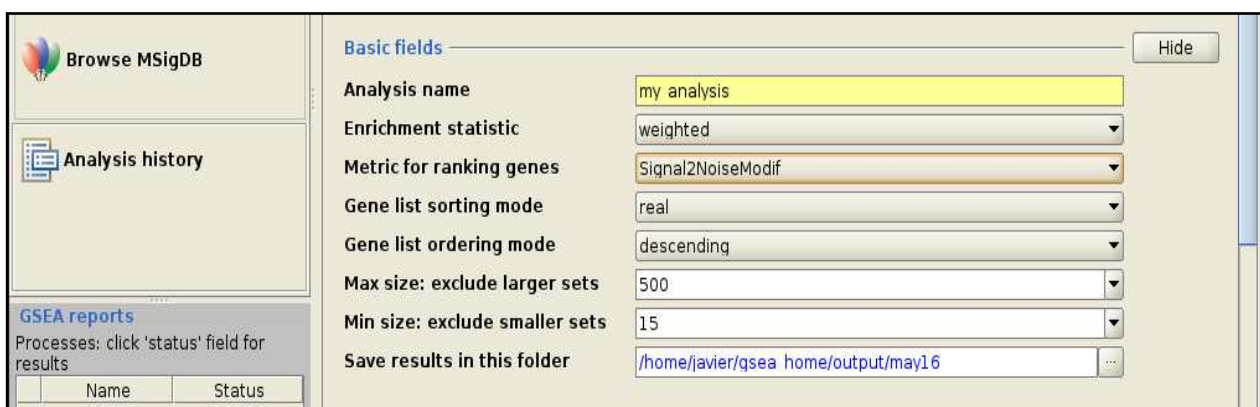 Browse MSigDB
Analysis history
GSEA reports
Processes: click 'status' field for
results
Name Status
Basic fields Hide
Analysis name my analysis
Enrichment statistic weighted
Metric for ranking genes Signal2NoiseModif
Gene list sorting mode real
Gene list ordering mode descending
Max size: exclude larger sets 500
Min size: exclude smaller sets 15
Save results in this folder /home/javier/gsea_home/output/may16 ...